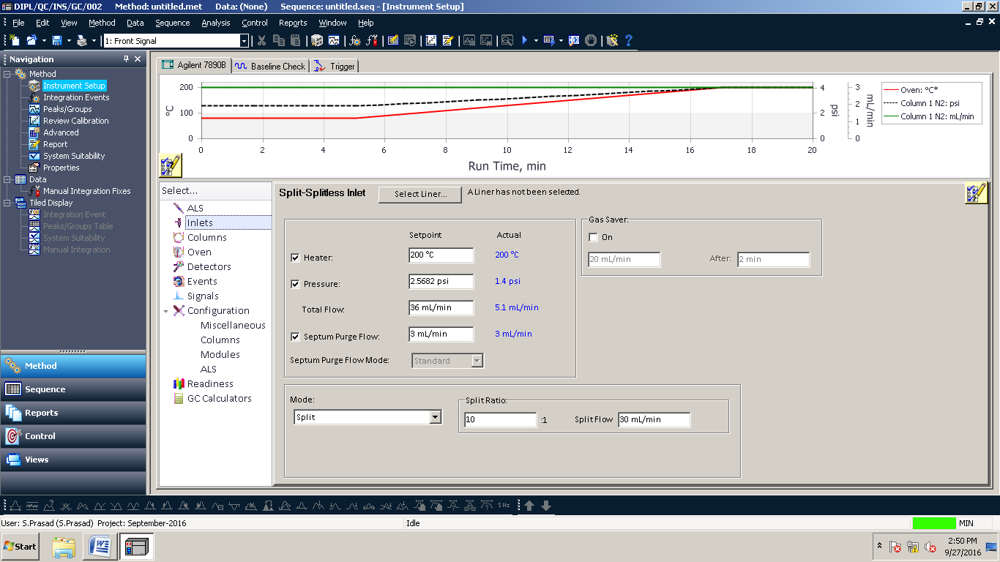 DIPL/QC/INS/GC/002 Method: untitled.met Data: (None) Sequence: untitled.seq - [Instrument Setup]
File Edit View Method Data Sequence Analysis Control Reports Window Help
1: Front Signal
Navigation
Method
Instrument Setup
Integration Events
Peaks/Groups
Review Calibration
Advanced
Report
System Suitability
Properties
Data
Manual Integration Fixes
Tiled Display
Integration Event
Peaks/Groups Table
System Suitability
Manual Integration
Method
Sequence
Reports
Control
Views
Agilent 7890B Baseline Check Trigger
200
100
0
°C
0 2 4 6 8 10 12 14 16 18 20
Run Time, min
4
2
0
psi
3
2
1
0
mL/min
Oven: °C*
Column 1 N2: psi
Column 1 N2: mL/min
Select...
ALS
Inlets
Columns
Oven
Detectors
Events
Signals
Configuration
Miscellaneous
Columns
Modules
ALS
Readiness
GC Calculators
Split-Splitless Inlet Select Liner... A Liner has not been selected.
Setpoint Actual
Heater: 200 °C 200 °C
Pressure: 2.5682 psi 1.4 psi
Total Flow: 36 mL/min 5.1 mL/min
Septum Purge Flow: 3 mL/min 3 mL/min
Septum Purge Flow Mode: Standard
Gas Saver:
On
20 mL/min After: 2 min
Mode:
Split
Split Ratio:
10 :1 Split Flow 30 mL/min
5 Hz
User: S.Prasad (S.Prasad) Project: September-2016 Idle MIN
Start
2:50 PM
9/27/2016